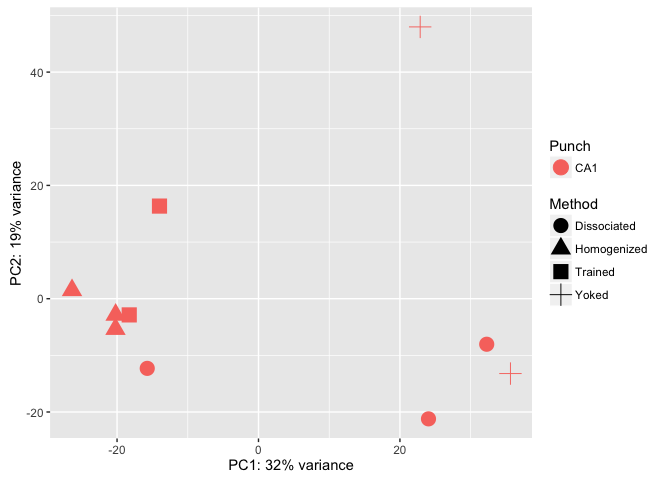 40
20
0
-20
PC2: 19% variance
-20
0
20
PC1: 32% variance
Punch
CA1
Method
Dissociated
Homogenized
Trained
Yoked